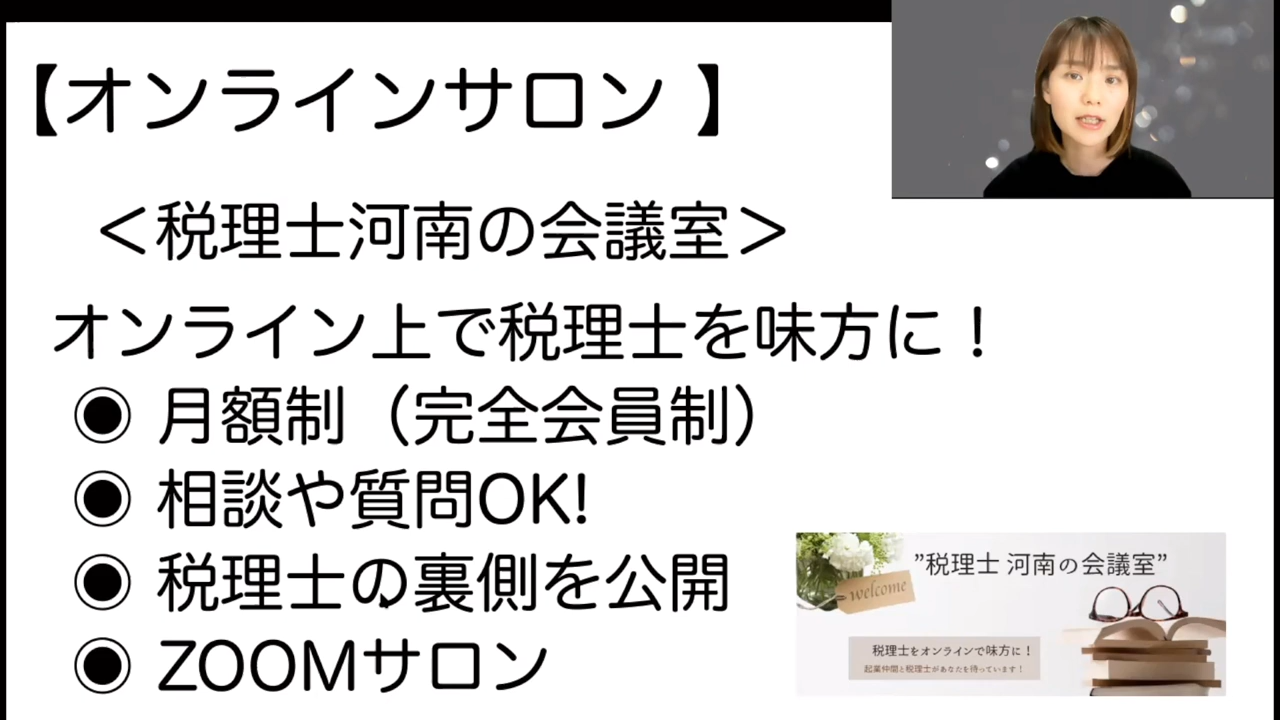 【オンラインサロン 】
＜税理士河南の会議室＞
オンライン上で税理士を味方に！
◉ 月額制（完全会員制）
◉ 相談や質問OK!
◉ 税理士の裏側を公開
◉ ZOOMサロン
”税理士 河南の会議室”
welcome
税理士をオンラインで味方に！
起業仲間と税理士があなたを待っています！